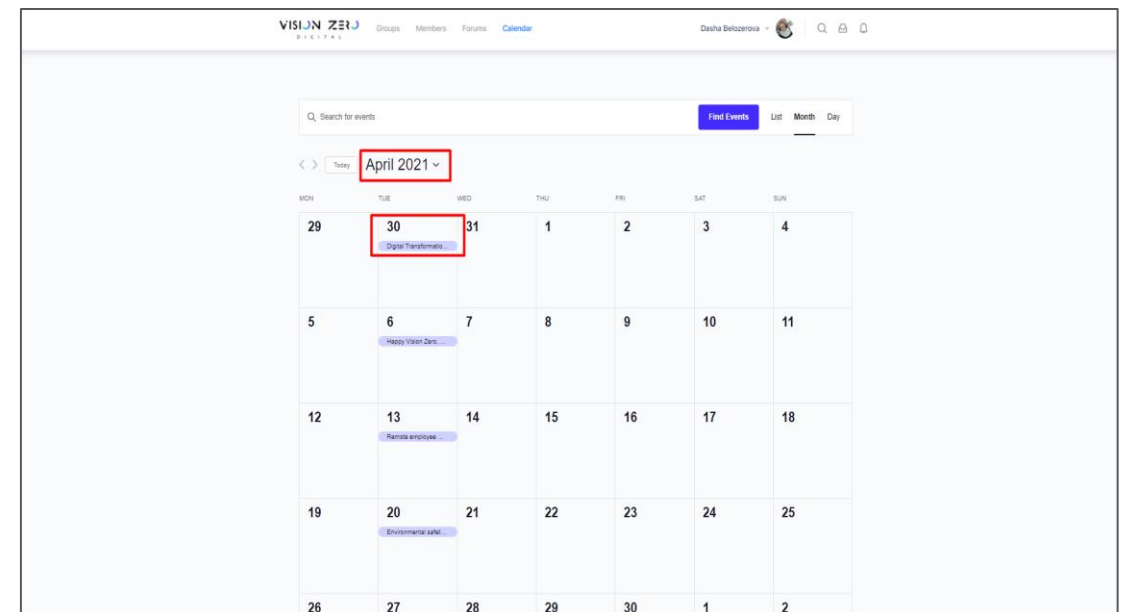 VISION ZERO
DIGITAL
Groups Members Forums Calendar Dasha Belozerova
Search for events Find Events List Month Day
Today April 2021
MON TUE WED THU FRI SAT SUN
29 30 31 1 2 3 4
Digital Transformatio...
5 6 7 8 9 10 11
Happy Vision Zero, ...
12 13 14 15 16 17 18
Remote employee ...
19 20 21 22 23 24 25
Environmental safet...
26 27 28 29 30 1 2